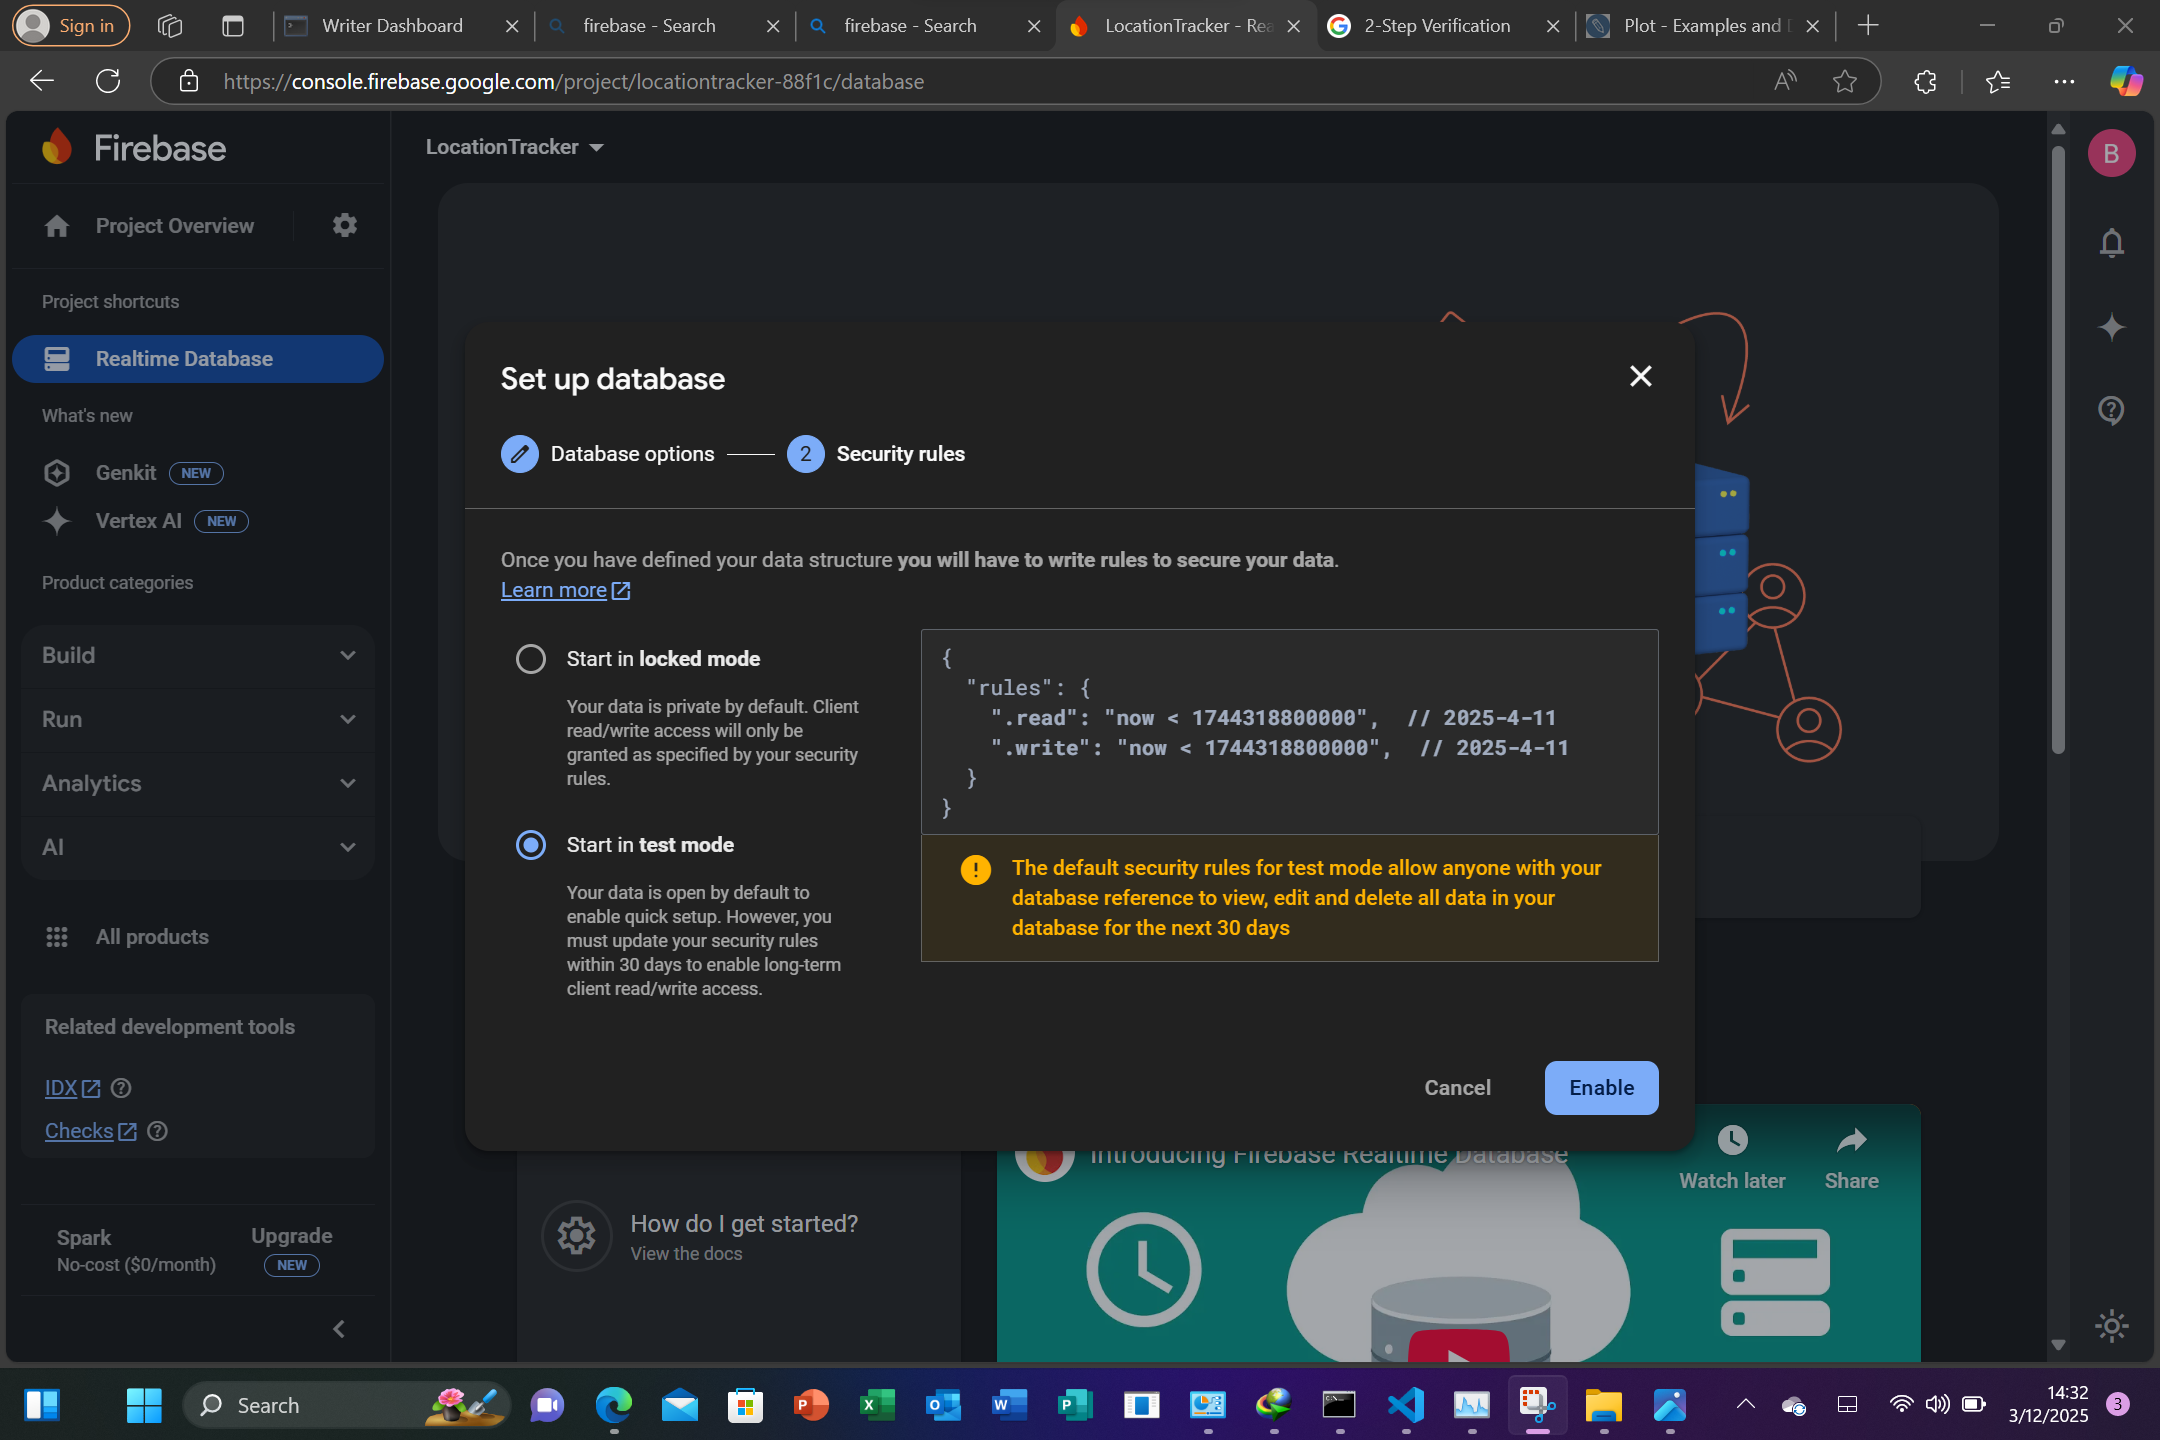 Sign in
Writer Dashboard
firebase - Search
firebase - Search
LocationTracker - Rea
2-Step Verification
Plot - Examples and
https://console.firebase.google.com/project/locationtracker-88f1c/database
Firebase
LocationTracker
B
Project Overview
Project shortcuts
Realtime Database
What's new
Genkit NEW
Vertex AI NEW
Product categories
Build
Run
Analytics
AI
All products
Related development tools
IDX
Checks
Spark
No-cost ($0/month)
Upgrade
NEW
Set up database
Database options
2 Security rules
Once you have defined your data structure you will have to write rules to secure your data.
Learn more
Start in locked mode
Your data is private by default. Client
read/write access will only be
granted as specified by your security
rules.
Start in test mode
Your data is open by default to
enable quick setup. However, you
must update your security rules
within 30 days to enable long-term
client read/write access.
{
"rules": {
".read": "now < 1744318800000", // 2025-4-11
".write": "now < 1744318800000", // 2025-4-11
}
}
The default security rules for test mode allow anyone with your
database reference to view, edit and delete all data in your
database for the next 30 days
Cancel
Enable
How do I get started?
View the docs
Introducing Firebase Realtime Database
Watch later
Share
Search
14:32
3/12/2025
3